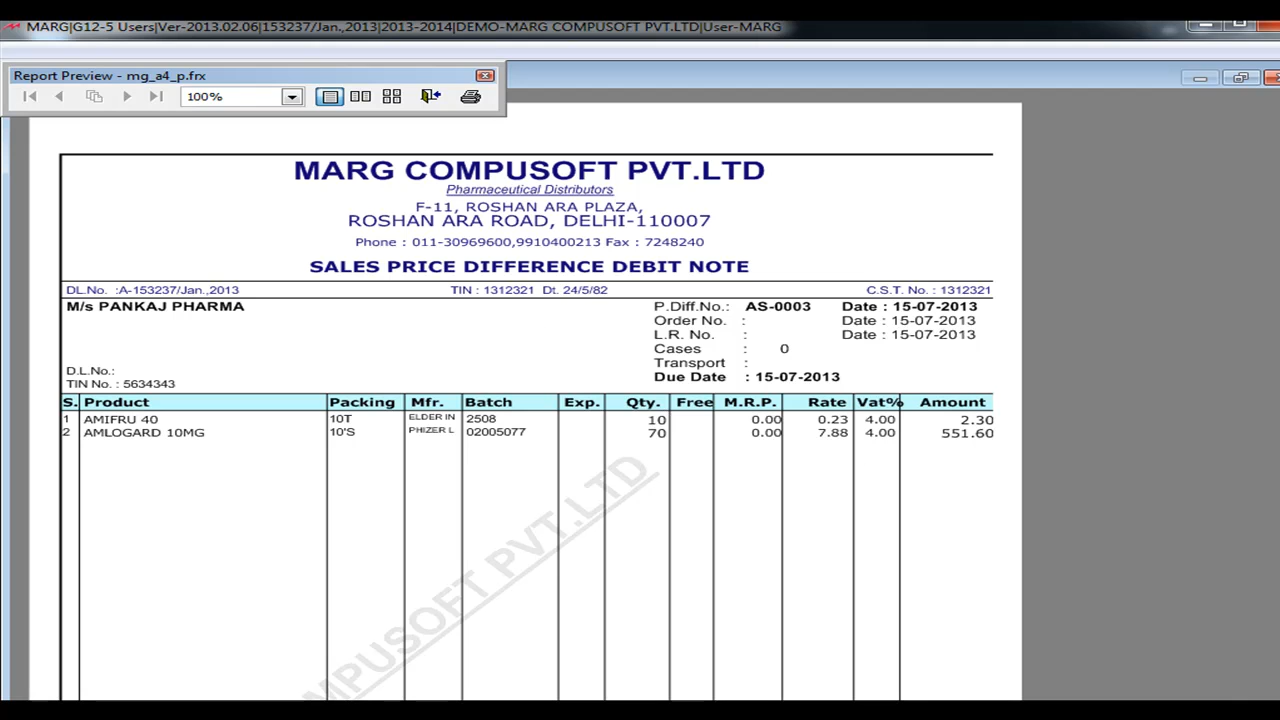 MARG|G12-5 Users|Ver-2013.02.06|153237/Jan.,2013|2013-2014|DEMO-MARG COMPUSOFT PVT.LTD|User-MARG
Report Preview - mg_a4_p.frx
100%
MARG COMPUSOFT PVT.LTD
Pharmaceutical Distributors
F-11, ROSHAN ARA PLAZA,
ROSHAN ARA ROAD, DELHI-110007
Phone : 011-30969600,9910400213 Fax : 7248240
SALES PRICE DIFFERENCE DEBIT NOTE
DL.No. :A-153237/Jan.,2013 TIN : 1312321 Dt. 24/5/82 C.S.T. No. : 1312321
M/s PANKAJ PHARMA P.Diff.No.: AS-0003 Date : 15-07-2013
Order No. : Date : 15-07-2013
L.R. No. : Date : 15-07-2013
Cases : 0
Transport :
D.L.No.:
Due Date : 15-07-2013
TIN No. : 5634343
S. Product Packing Mfr. Batch Exp. Qty. Free M.R.P. Rate Vat% Amount
1 AMIFRU 40 10T ELDER IN 2508 10 0.00 0.23 4.00 2.30
2 AMLOGARD 10MG 10'S PHIZER L 02005077 70 0.00 7.88 4.00 551.60
MPUSOFT PVT.LTD